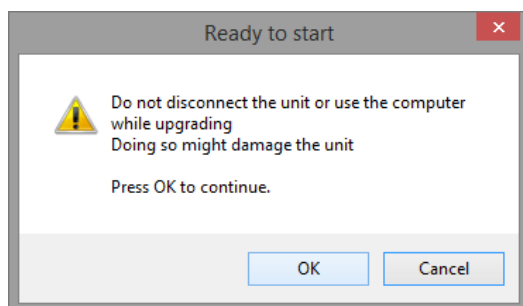 Ready to start
Do not disconnect the unit or use the computer
while upgrading
Doing so might damage the unit
Press OK to continue.
OK
Cancel